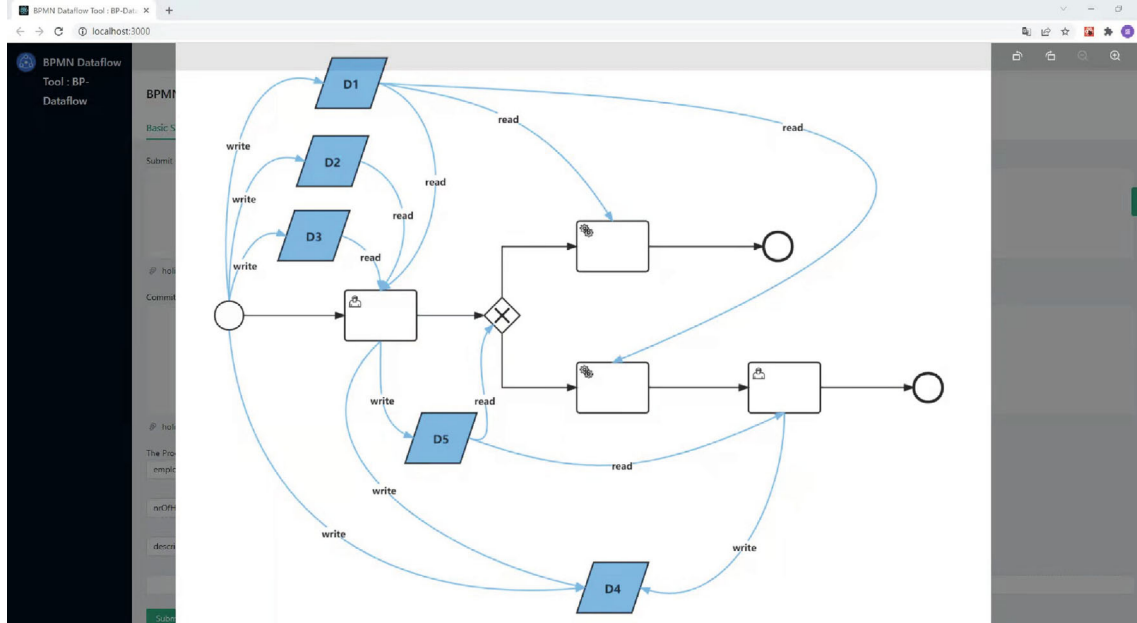 BPMN Dataflow Tool : BP-Dat
localhost:3000
BPMN Dataflow
Tool : BP-
Dataflow
BPMN
Basic S
Submit
Commit
The Pro
emplo
nrOfH
descri
Subm
D1
read
read
write
D2
read
write
read
D3
read
write
write
read
D5
read
write
write
write
D4